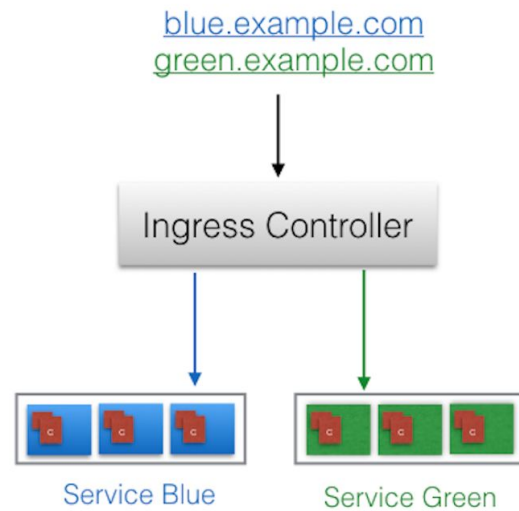 blue.example.com
green.example.com
Ingress Controller
C C C C C C
Service Blue Service Green